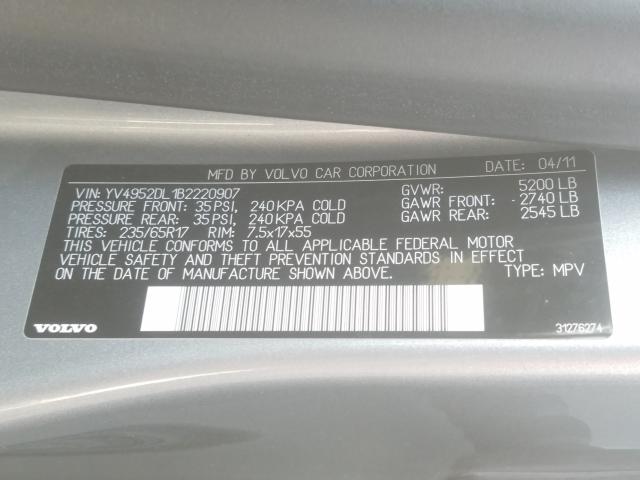 MFD BY VOLVO CAR CORPORATION DATE: 04/11
VIN: YV4952DL1B2220907 GVWR: 5200 LB
PRESSURE FRONT: 35 PSI, 240 KPA COLD GAWR FRONT: 2740 LB
PRESSURE REAR: 35 PSI, 240 KPA COLD GAWR REAR: 2545 LB
TIRES: 235/65R17 RIM: 7.5x17x55
THIS VEHICLE CONFORMS TO ALL APPLICABLE FEDERAL MOTOR
VEHICLE SAFETY AND THEFT PREVENTION STANDARDS IN EFFECT
ON THE DATE OF MANUFACTURE SHOWN ABOVE. TYPE: MPV
VOLVO 31276274